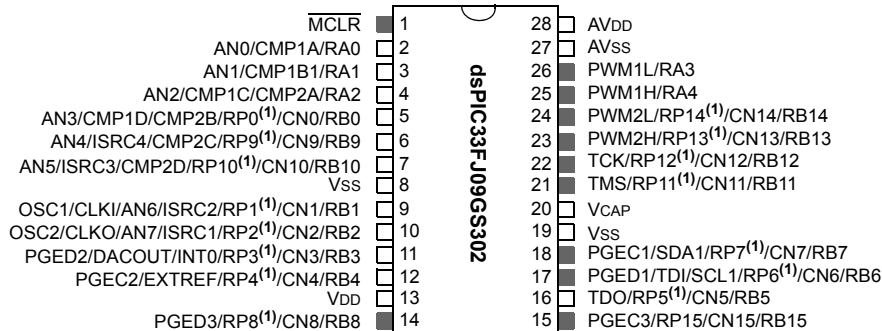 MCLR 1
AN0/CMP1A/RA0 2
AN1/CMP1B1/RA1 3
AN2/CMP1C/CMP2A/RA2 4
AN3/CMP1D/CMP2B/RP0(1)/CN0/RB0 5
AN4/ISRC4/CMP2C/RP9(1)/CN9/RB9 6
AN5/ISRC3/CMP2D/RP10(1)/CN10/RB10 7
VSS 8
OSC1/CLKI/AN6/ISRC2/RP1(1)/CN1/RB1 9
OSC2/CLKO/AN7/ISRC1/RP2(1)/CN2/RB2 10
PGED2/DACOUT/INT0/RP3(1)/CN3/RB3 11
PGEC2/EXTREF/RP4(1)/CN4/RB4 12
VDD 13
PGED3/RP8(1)/CN8/RB8 14
dsPIC33FJ09GS302
28 AVDD
27 AVSS
26 PWM1L/RA3
25 PWM1H/RA4
24 PWM2L/RP14(1)/CN14/RB14
23 PWM2H/RP13(1)/CN13/RB13
22 TCK/RP12(1)/CN12/RB12
21 TMS/RP11(1)/CN11/RB11
20 VCAP
19 VSS
18 PGEC1/SDA1/RP7(1)/CN7/RB7
17 PGED1/TDI/SCL1/RP6(1)/CN6/RB6
16 TDO/RP5(1)/CN5/RB5
15 PGEC3/RP15/CN15/RB15